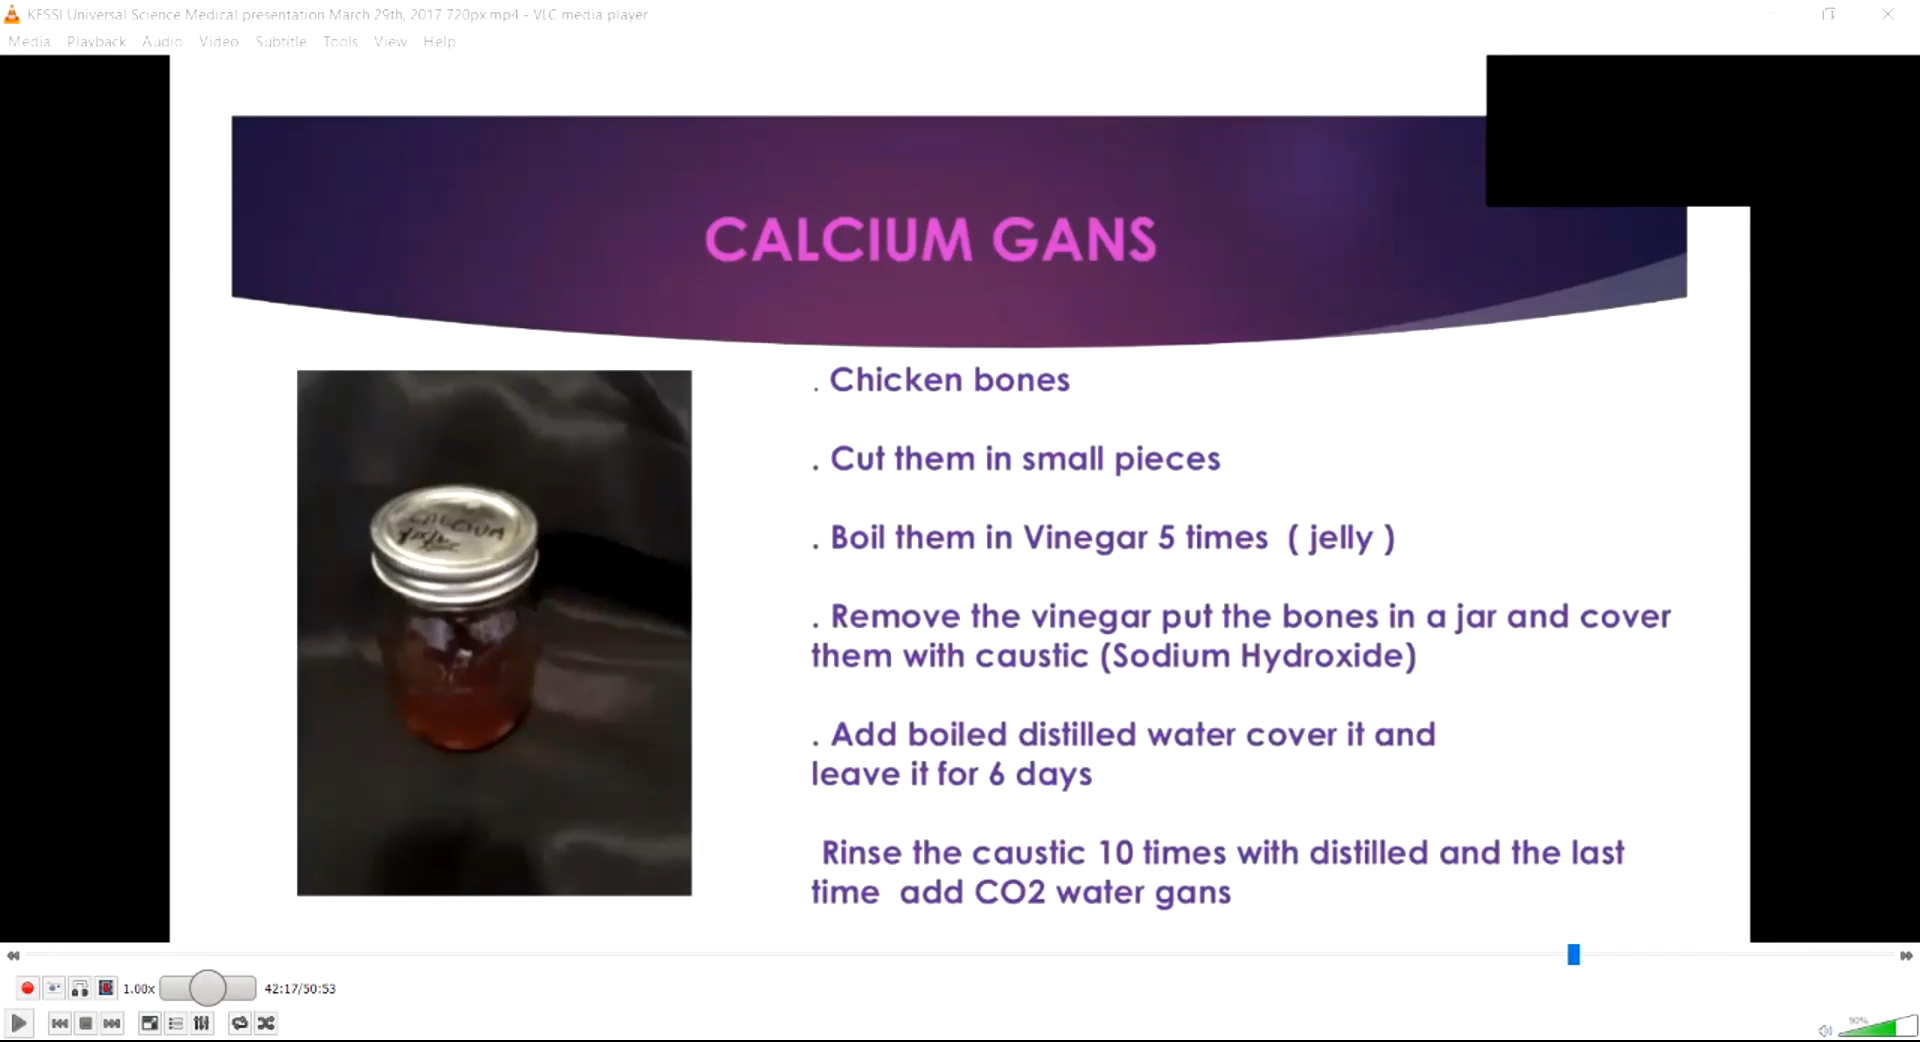 KFSSI Universal Science Medical presentation March 29th, 2017 720px.mp4 - VLC media player
Media Playback Audio Video Subtitle Tools View Help
CALCIUM GANS
. Chicken bones
. Cut them in small pieces
. Boil them in Vinegar 5 times ( jelly )
. Remove the vinegar put the bones in a jar and cover
them with caustic (Sodium Hydroxide)
. Add boiled distilled water cover it and
leave it for 6 days
Rinse the caustic 10 times with distilled and the last
time add CO2 water gans
CALCIUM
1.00x 42:17/50:53
90%